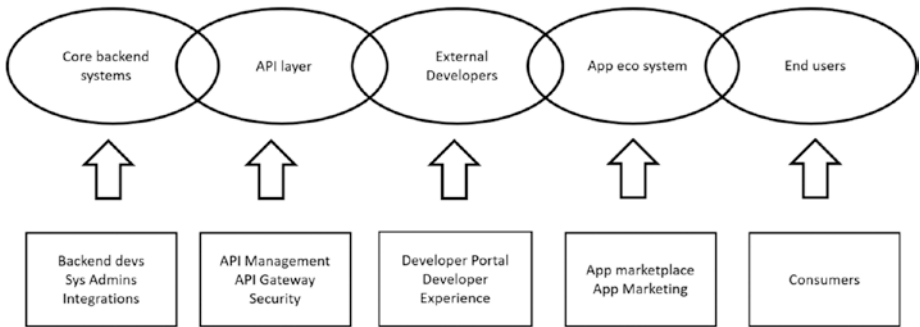 Core backend
systems
API layer
External
Developers
App eco system
End users
Backend devs
Sys Admins
Integrations
API Management
API Gateway
Security
Developer Portal
Developer
Experience
App marketplace
App Marketing
Consumers